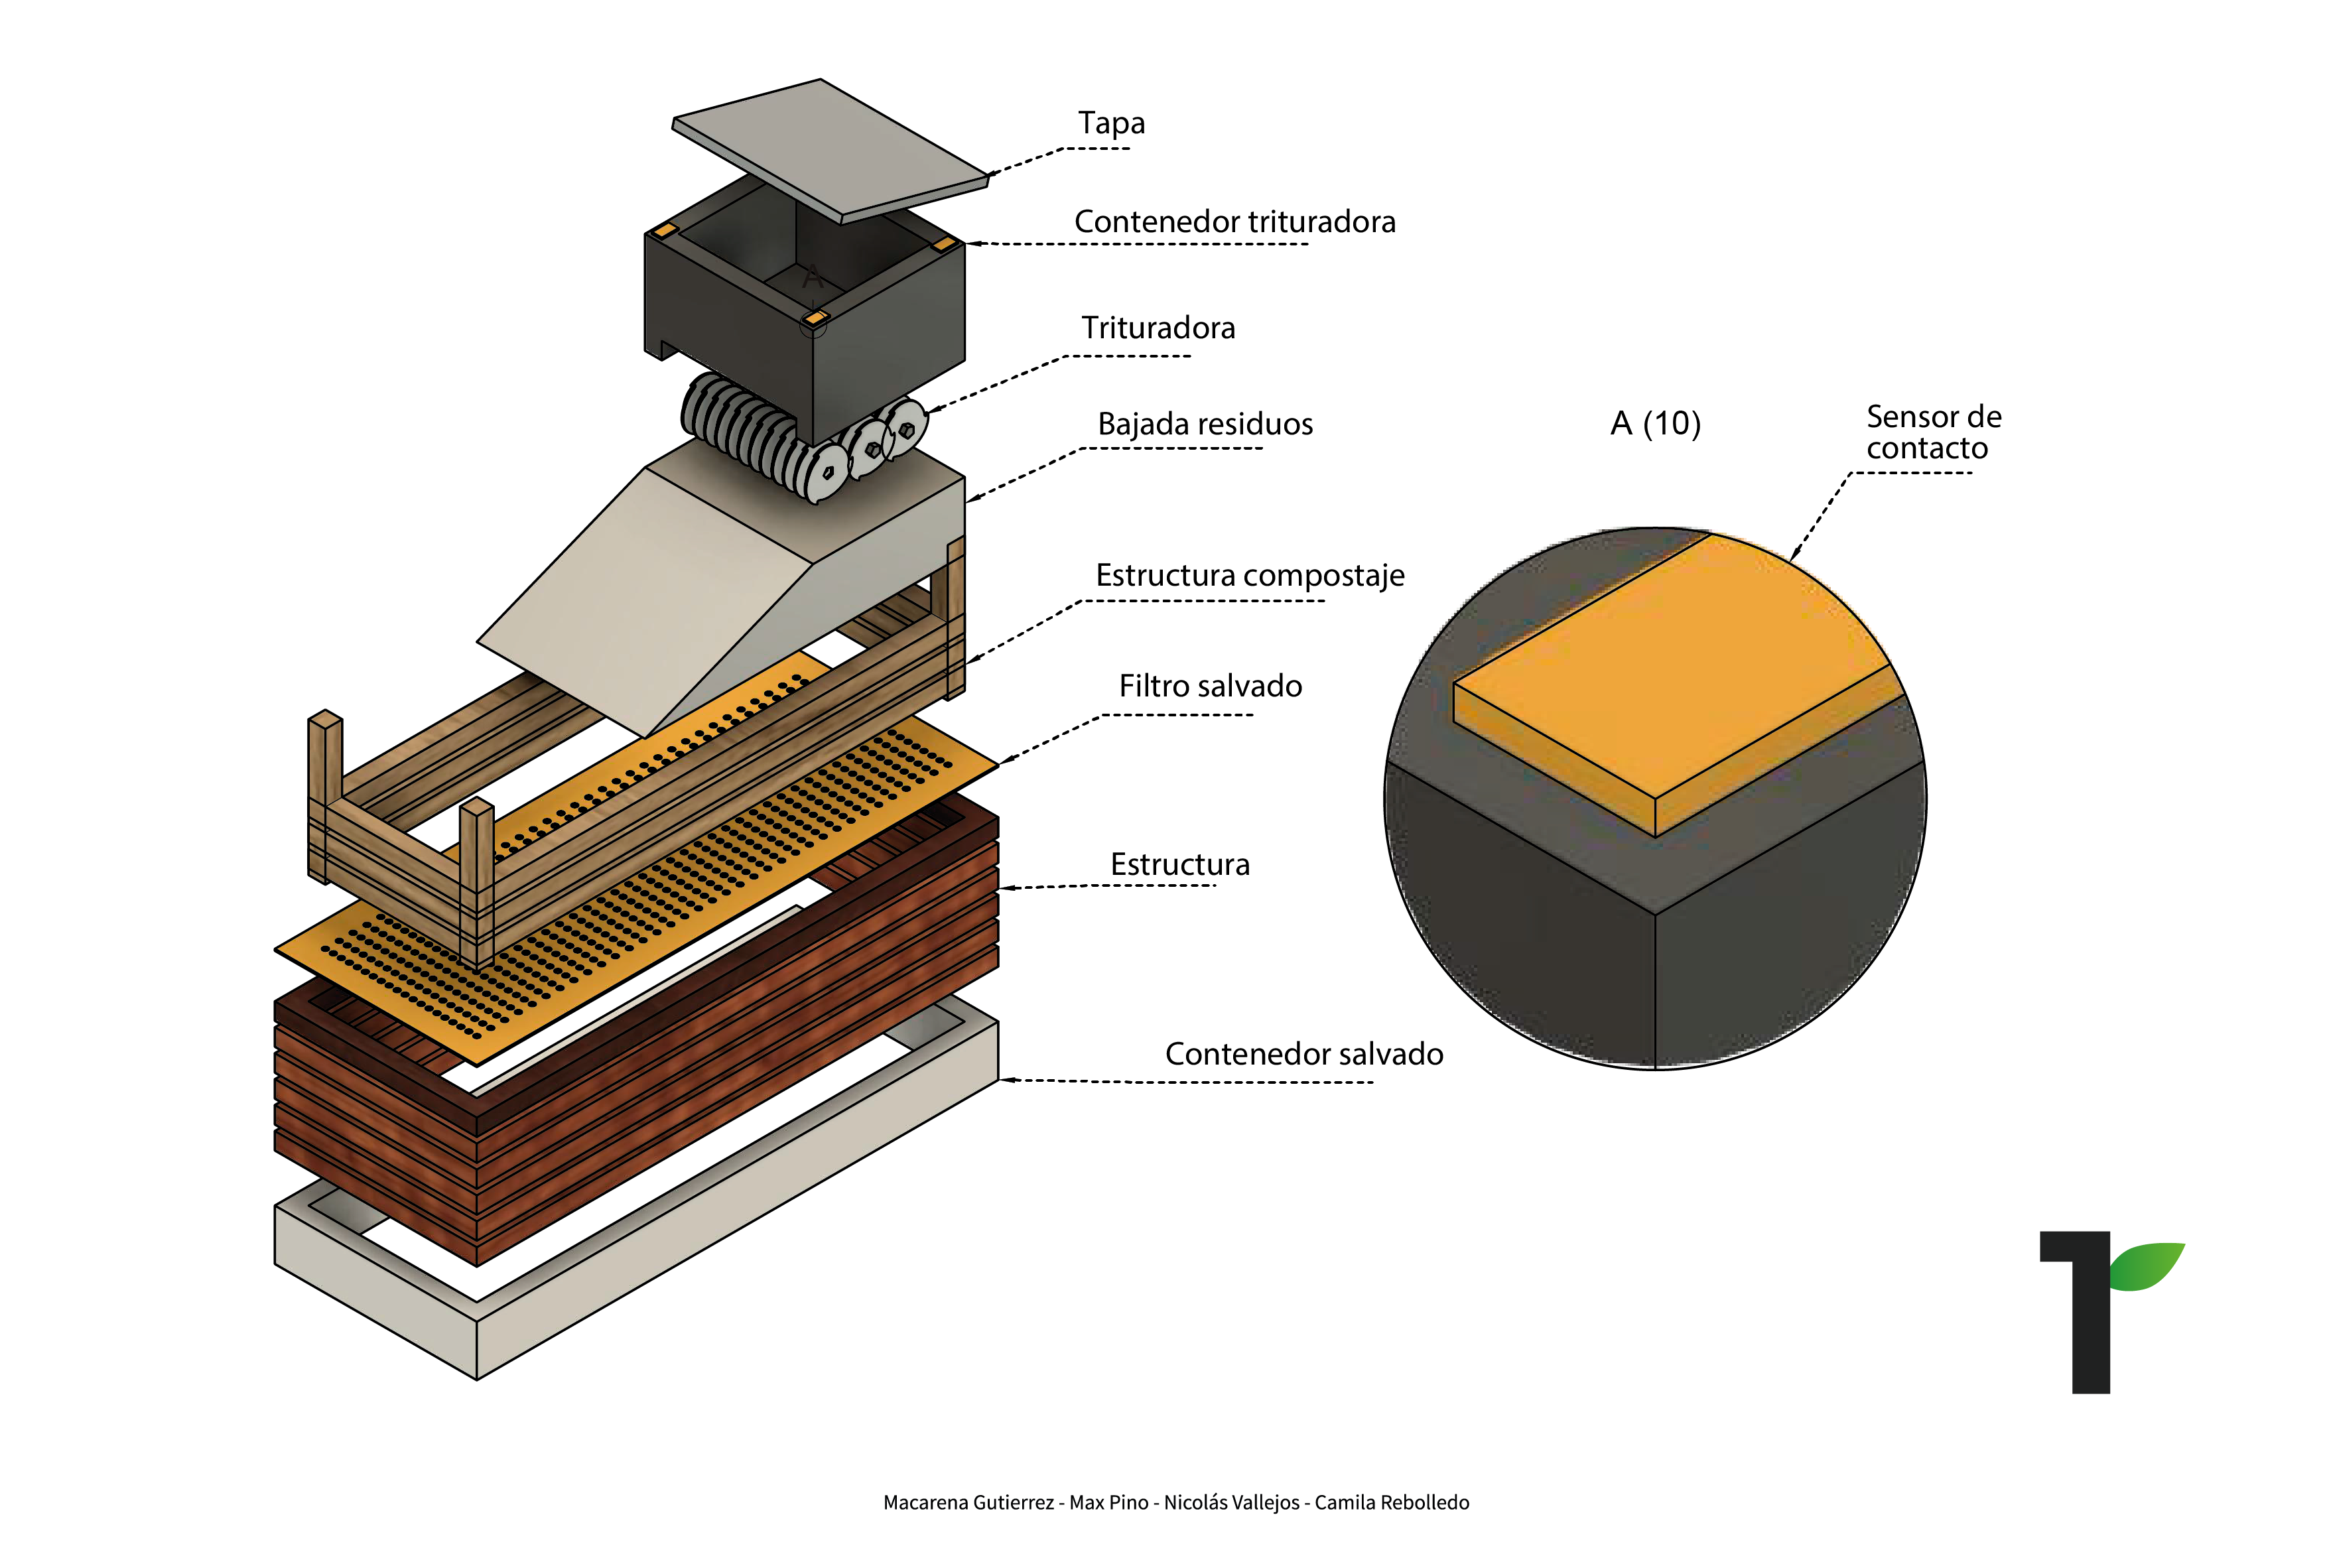 Tapa
Contenedor trituradora
A
Trituradora
Bajada residuos
A (10)
Sensor de
contacto
Estructura compostaje
Filtro salvado
Estructura
Contenedor salvado
Macarena Gutierrez - Max Pino - Nicolás Vallejos - Camila Rebolledo